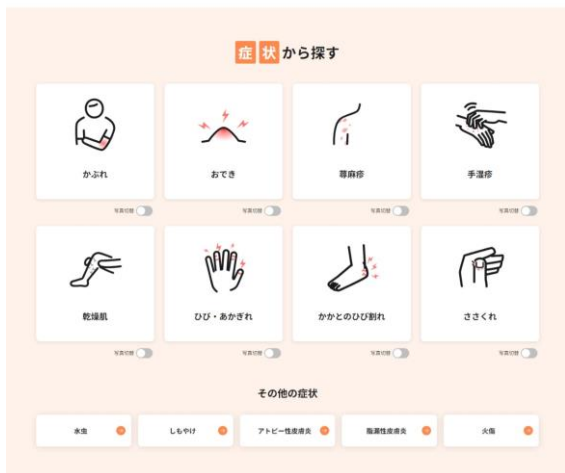 症状から探す
かぶれ
おでき
蕁麻疹
手湿疹
写真切替
写真切替
写真切替
写真切替
乾燥肌
ひび・あかぎれ
かかとのひび割れ
ささくれ
写真切替
写真切替
写真切替
写真切替
その他の症状
水虫
しもやけ
アトピー性皮膚炎
脂漏性皮膚炎
火傷